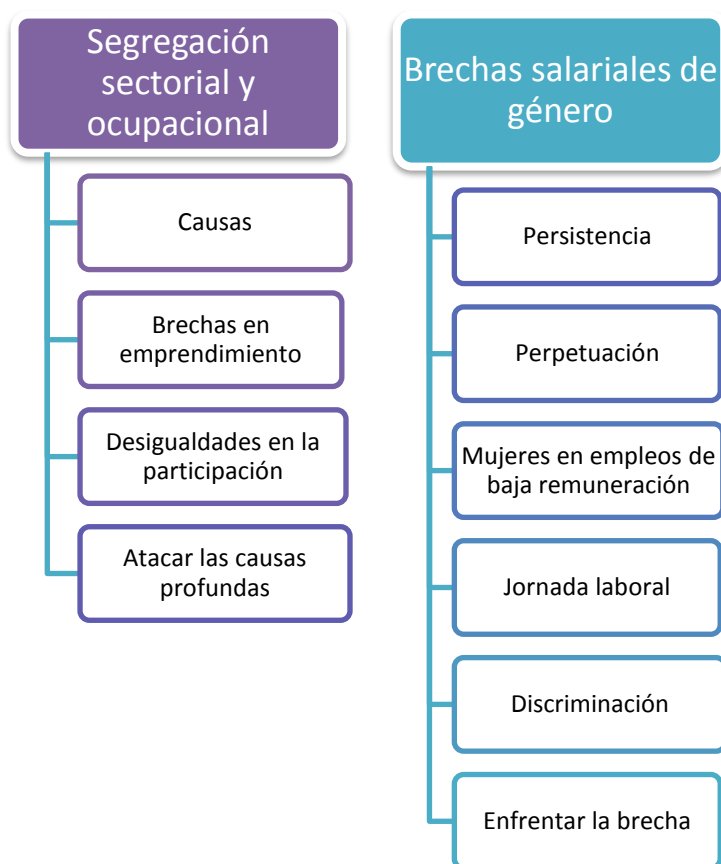 Segregación
sectorial y
ocupacional
Causas
Brechas en
emprendimiento
Desigualdades en la
participación
Atacar las causas
profundas
Brechas salariales de
género
Persistencia
Perpetuación
Mujeres en empleos de
baja remuneración
Jornada laboral
Discriminación
Enfrentar la brecha